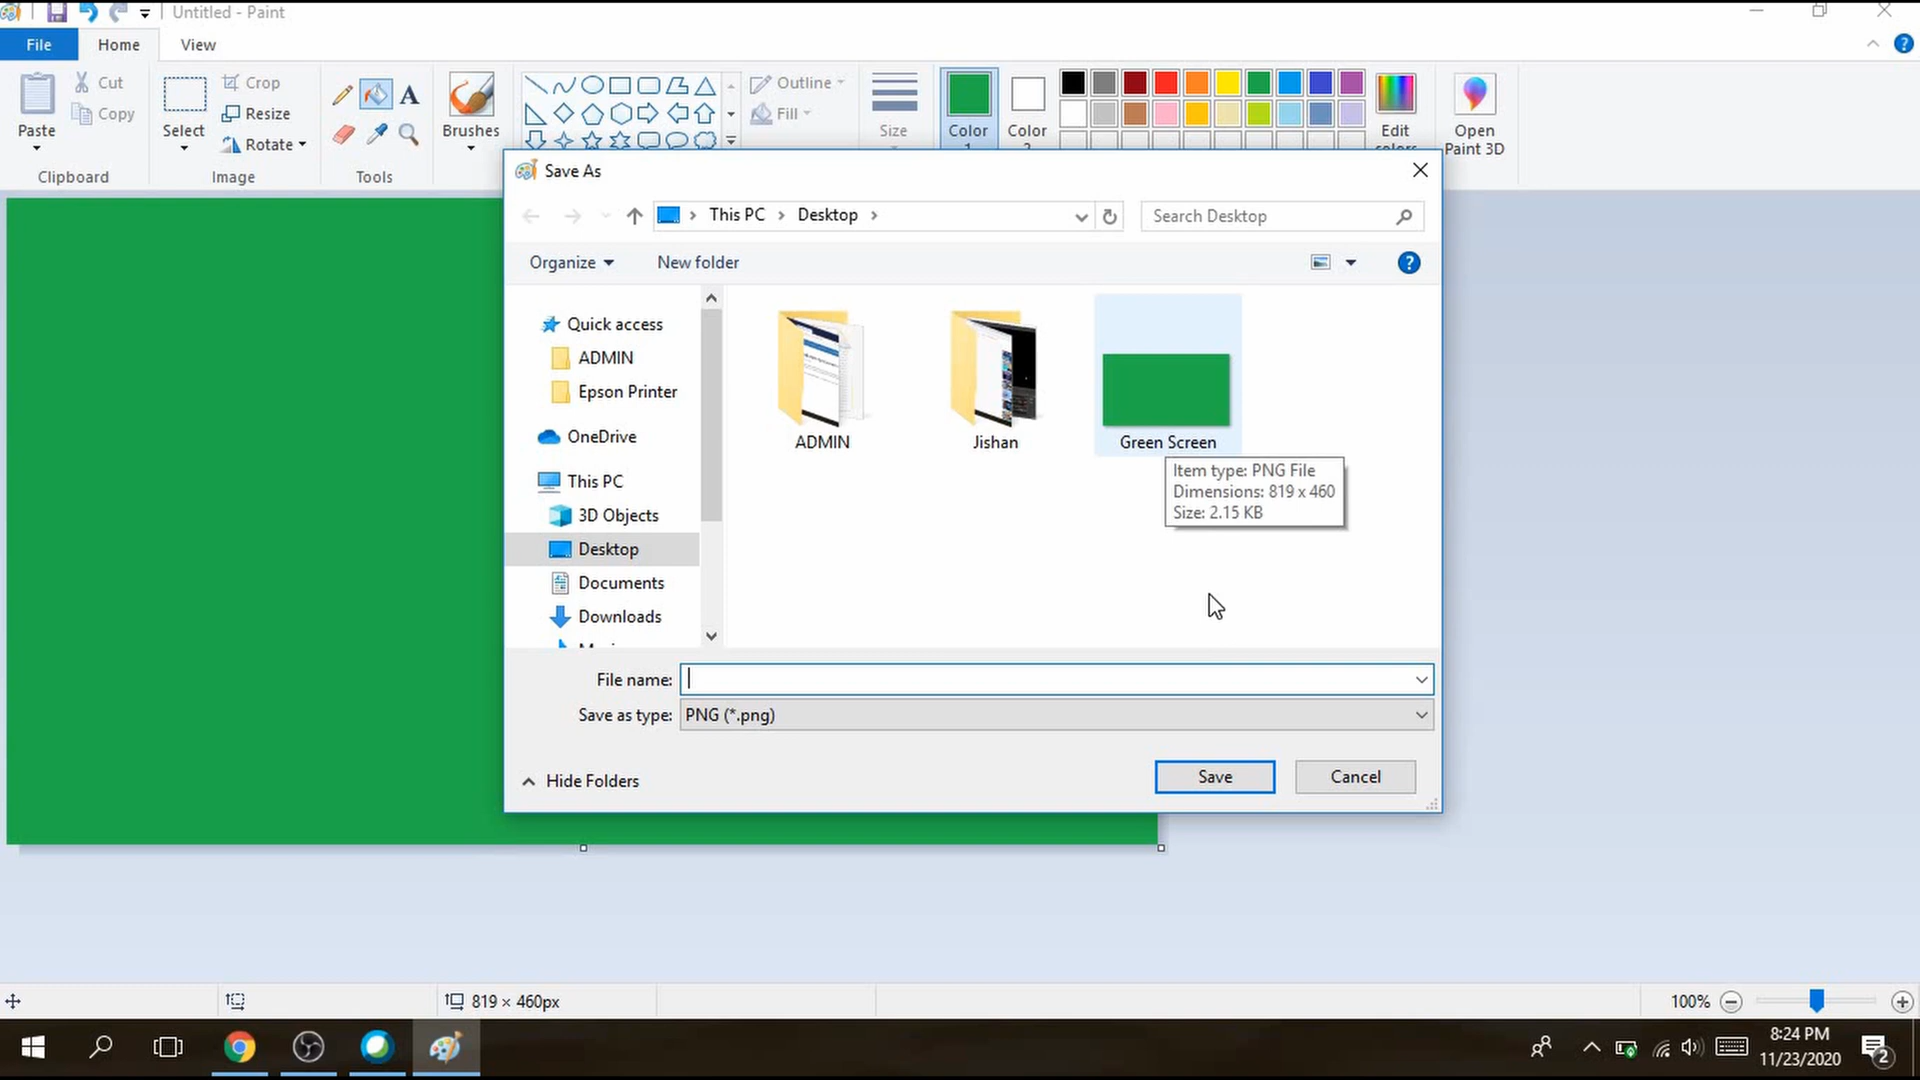 Untitled - Paint
File Home View
Cut
Copy
Paste
Clipboard
Crop
Resize
Rotate
Select
Image
A
Tools
Brushes
Outline
Fill
Size
Color
1
Color
2
Edit
colors
Open
Paint 3D
Save As
This PC Desktop
Search Desktop
Organize New folder
Quick access
ADMIN
Epson Printer
OneDrive
This PC
3D Objects
Desktop
Documents
Downloads
ADMIN
Jishan
Green Screen
Item type: PNG File
Dimensions: 819 x 460
Size: 2.15 KB
File name:
Save as type: PNG (*.png)
Hide Folders
Save
Cancel
819 × 460px
100%
8:24 PM
11/23/2020
2